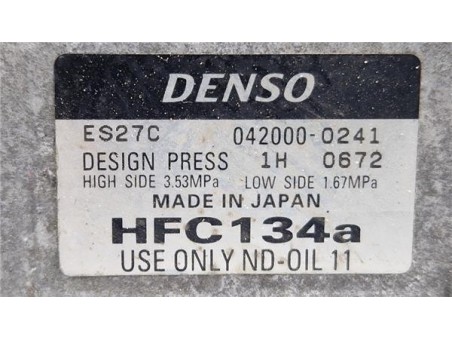 DENSO
ES27C 042000-0241
DESIGN PRESS 1H 0672
HIGH SIDE 3.53MPa LOW SIDE 1.67MPa
MADE IN JAPAN
HFC134a
USE ONLY ND-OIL 11